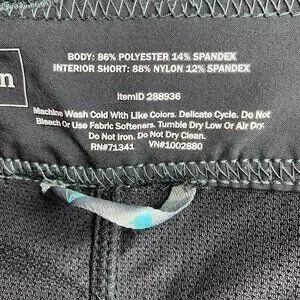 n
BODY: 86% POLYESTER 14% SPANDEX
INTERIOR SHORT: 88% NYLON 12% SPANDEX
ItemID 288936
Machine Wash Cold with Like Colors. Delicate Cycle. Do Not
Bleach Or Use Fabric Softeners. Tumble Dry Low Or Air Dry.
Do Not Iron. Do Not Dry Clean.
RN#71341 VN#1002880